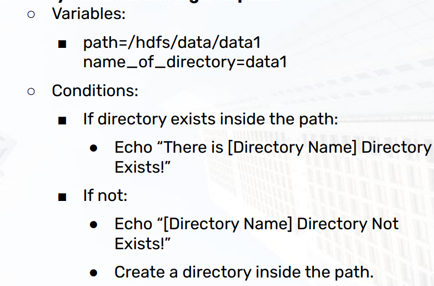 ○ Variables:
■ path=/hdfs/data/data1
name_of_directory=data1
○ Conditions:
■ If directory exists inside the path:
● Echo “There is [Directory Name] Directory
Exists!”
■ If not:
● Echo “[Directory Name] Directory Not
Exists!”
● Create a directory inside the path.